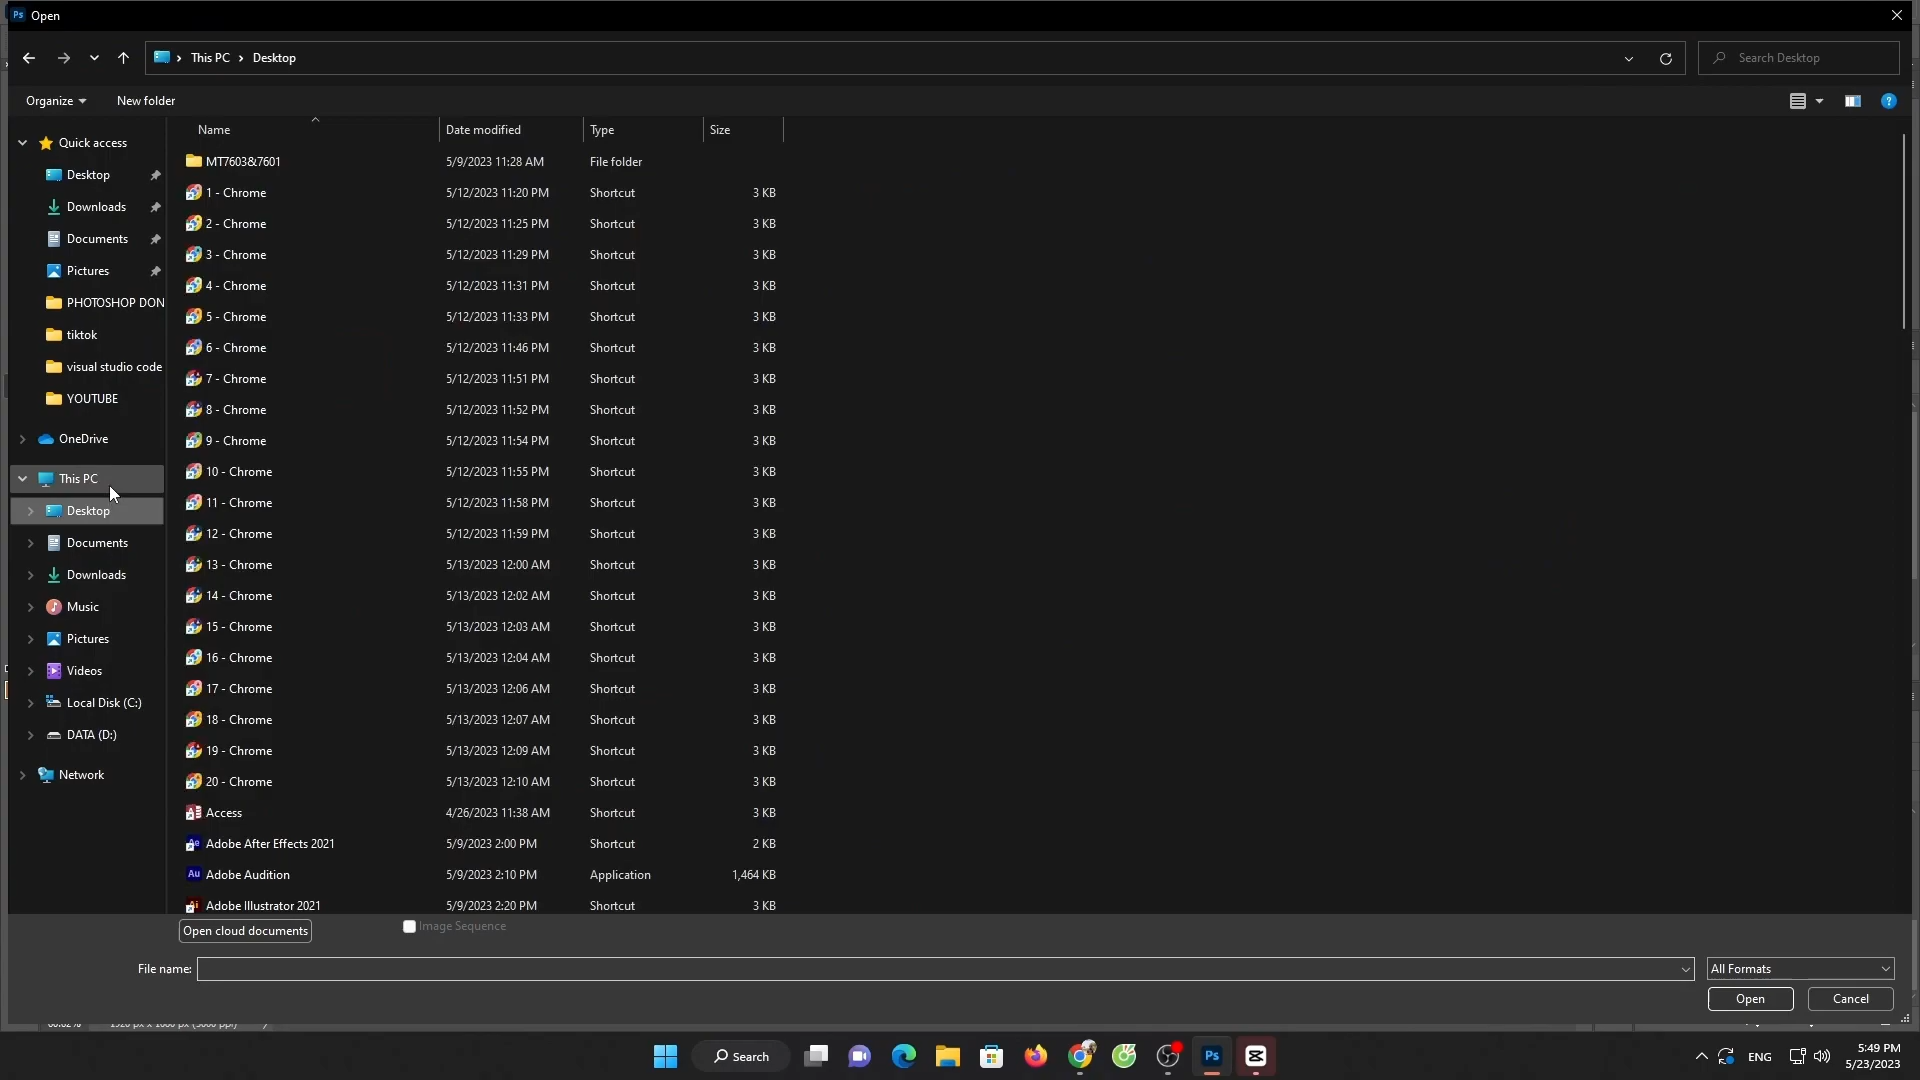 Ps Open
This PC Desktop
Search Desktop
Organize New folder
Name Date modified Type Size
Quick access
Desktop
Downloads
Documents
Pictures
PHOTOSHOP DON
tiktok
visual studio code
YOUTUBE
OneDrive
This PC
Desktop
Documents
Downloads
Music
Pictures
Videos
Local Disk (C:)
DATA (D:)
Network
MT7603&7601 5/9/2023 11:28 AM File folder
1 - Chrome 5/12/2023 11:20 PM Shortcut 3 KB
2 - Chrome 5/12/2023 11:25 PM Shortcut 3 KB
3 - Chrome 5/12/2023 11:29 PM Shortcut 3 KB
4 - Chrome 5/12/2023 11:31 PM Shortcut 3 KB
5 - Chrome 5/12/2023 11:33 PM Shortcut 3 KB
6 - Chrome 5/12/2023 11:46 PM Shortcut 3 KB
7 - Chrome 5/12/2023 11:51 PM Shortcut 3 KB
8 - Chrome 5/12/2023 11:52 PM Shortcut 3 KB
9 - Chrome 5/12/2023 11:54 PM Shortcut 3 KB
10 - Chrome 5/12/2023 11:55 PM Shortcut 3 KB
11 - Chrome 5/12/2023 11:58 PM Shortcut 3 KB
12 - Chrome 5/12/2023 11:59 PM Shortcut 3 KB
13 - Chrome 5/13/2023 12:00 AM Shortcut 3 KB
14 - Chrome 5/13/2023 12:02 AM Shortcut 3 KB
15 - Chrome 5/13/2023 12:03 AM Shortcut 3 KB
16 - Chrome 5/13/2023 12:04 AM Shortcut 3 KB
17 - Chrome 5/13/2023 12:06 AM Shortcut 3 KB
18 - Chrome 5/13/2023 12:07 AM Shortcut 3 KB
19 - Chrome 5/13/2023 12:09 AM Shortcut 3 KB
20 - Chrome 5/13/2023 12:10 AM Shortcut 3 KB
Access 4/26/2023 11:38 AM Shortcut 3 KB
Adobe After Effects 2021 5/9/2023 2:00 PM Shortcut 2 KB
Au Adobe Audition 5/9/2023 2:10 PM Application 1,464 KB
Adobe Illustrator 2021 5/9/2023 2:20 PM Shortcut 3 KB
Open cloud documents Image Sequence
File name: All Formats
Open Cancel
Search Ps ENG 5:49 PM
5/23/2023